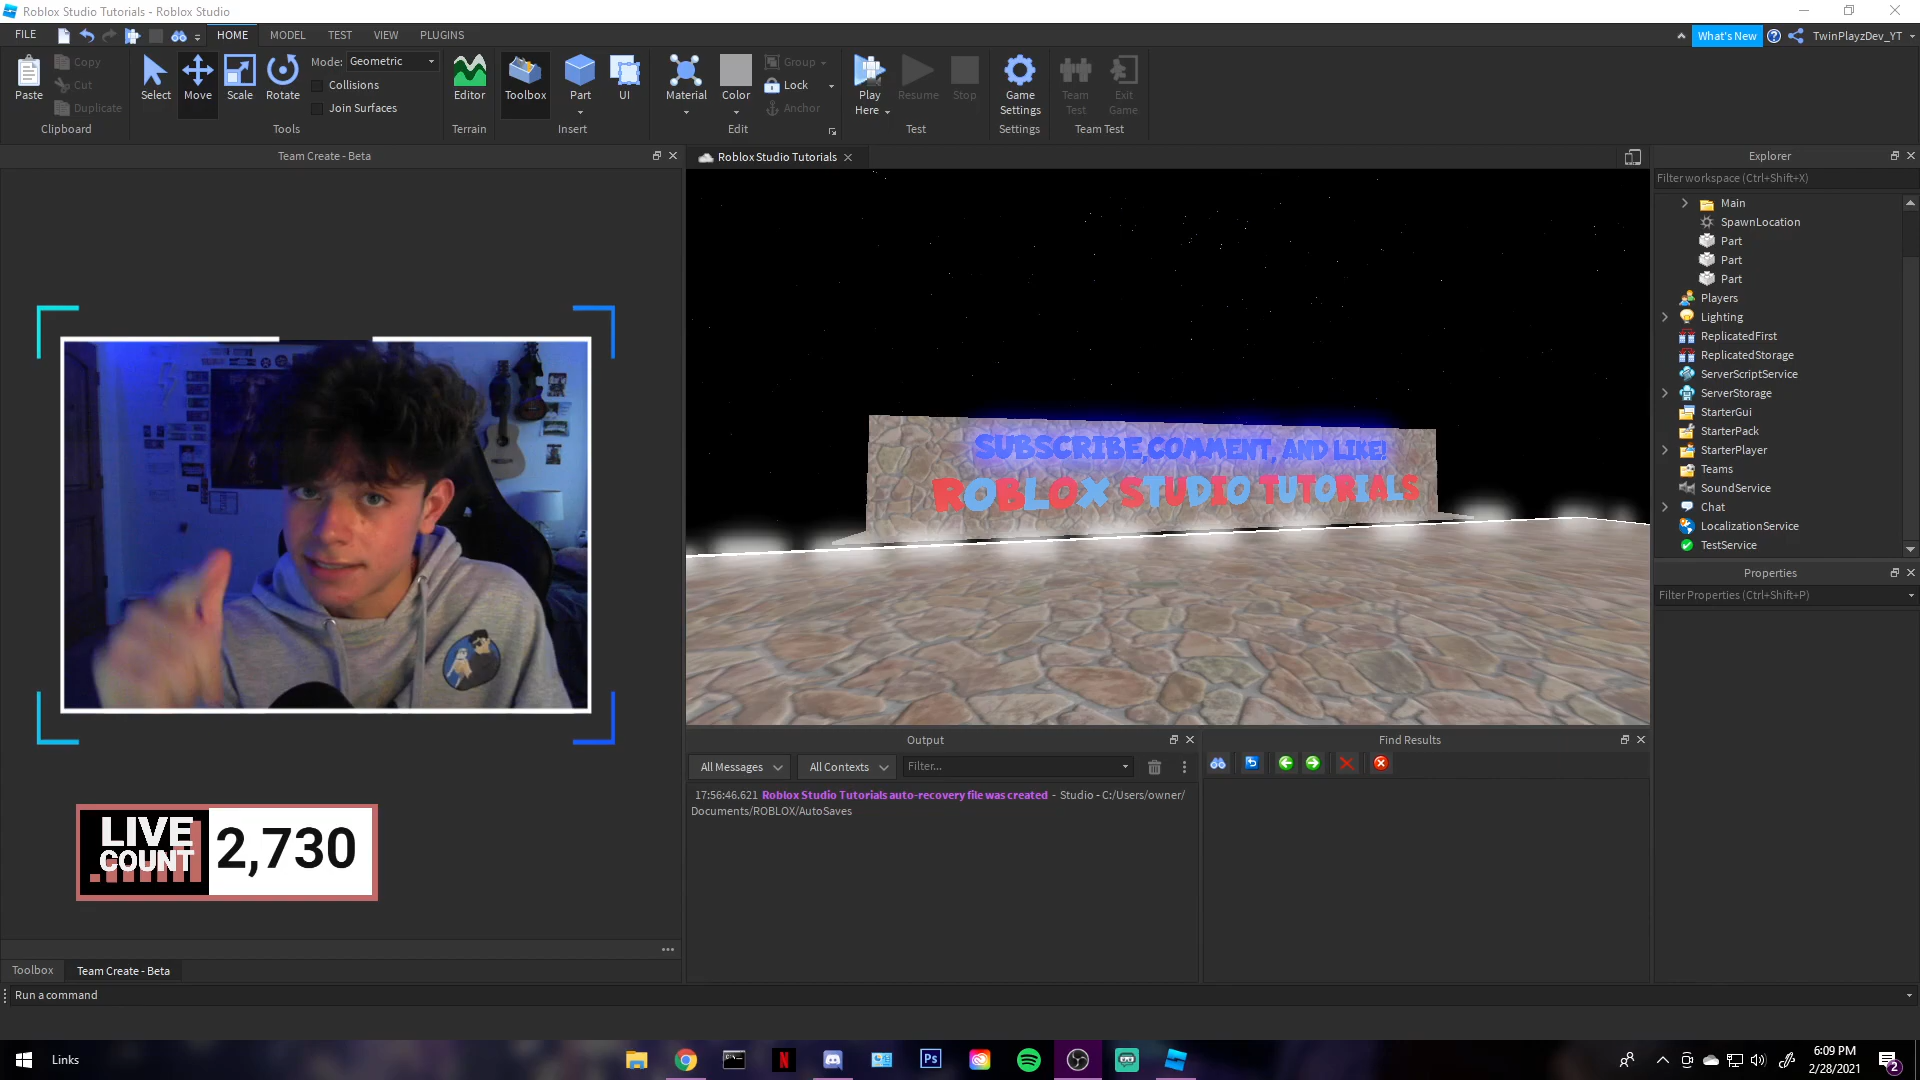 Roblox Studio Tutorials - Roblox Studio
FILE
HOME
MODEL
TEST
VIEW
PLUGINS
What's New
TwinPlayzDev_YT
Paste
Copy
Cut
Duplicate
Clipboard
Select
Move
Scale
Rotate
Mode: Geometric
Collisions
Join Surfaces
Tools
Editor
Terrain
Toolbox
Part
UI
Insert
Material
Color
Group
Lock
Anchor
Edit
Play Here
Resume
Stop
Test
Game Settings
Settings
Team Test
Exit Game
Team Test
Team Create - Beta
Roblox Studio Tutorials
SUBSCRIBE,COMMENT, AND LIKE!
ROBLOX STUDIO TUTORIALS
LIVE
COUNT
2,730
Toolbox
Team Create - Beta
Output
All Messages
All Contexts
Filter...
17:56:46.621 Roblox Studio Tutorials auto-recovery file was created - Studio - C:/Users/owner/
Documents/ROBLOX/AutoSaves
Find Results
Explorer
Filter workspace (Ctrl+Shift+X)
Main
SpawnLocation
Part
Part
Part
Players
Lighting
ReplicatedFirst
ReplicatedStorage
ServerScriptService
ServerStorage
StarterGui
StarterPack
StarterPlayer
Teams
SoundService
Chat
LocalizationService
TestService
Properties
Filter Properties (Ctrl+Shift+P)
Run a command
Links
N
Ps
6:09 PM
2/28/2021
2